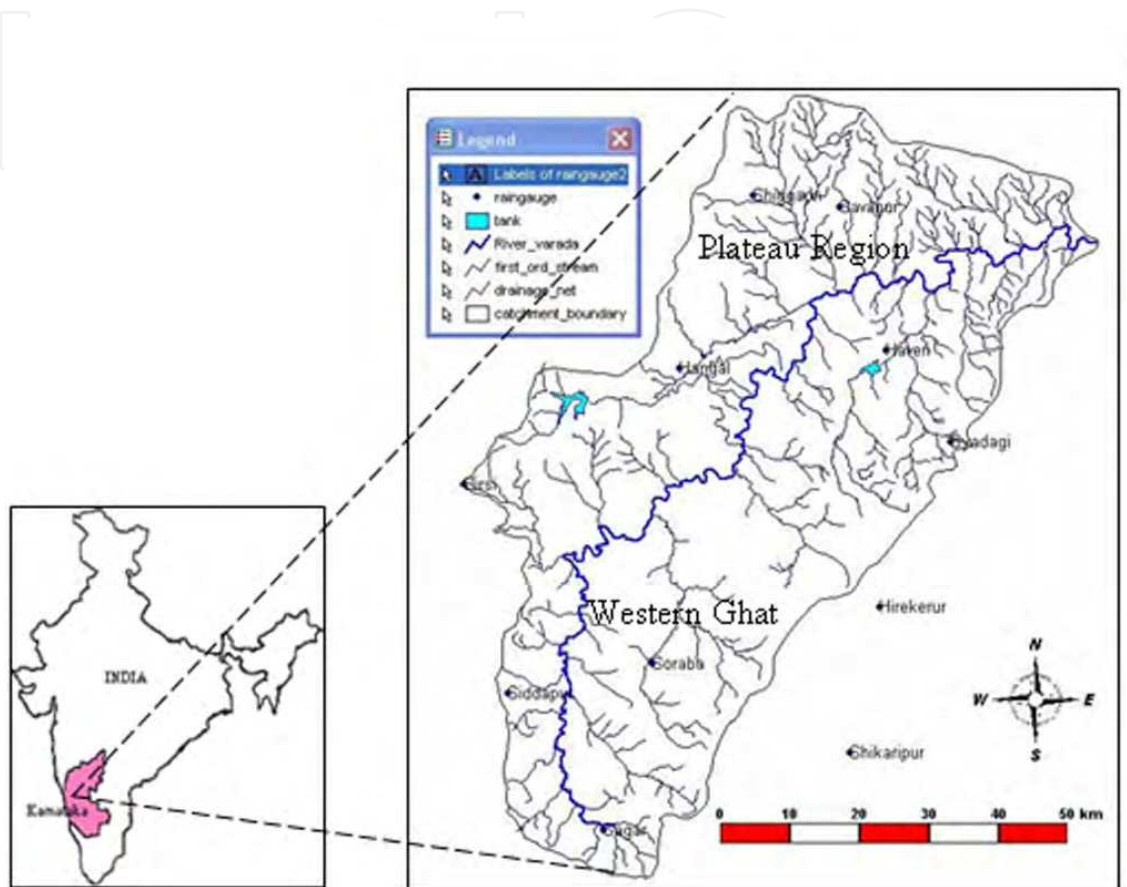 Legend
Labels of raingauge2
raingauge
tank
River_varada
first_ord_stream
drainage_net
catchment_boundary
Savanur
Plateau Region
Haveri
Hangal
Byadagi
Sirsi
Hirekerur
Western Ghat
Soraba
Siddapur
Shikaripur
Sagar
N
W
E
S
0 10 20 30 40 50 km
INDIA
Karnataka